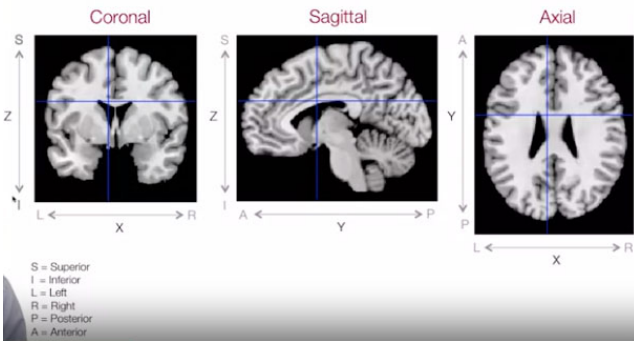 Coronal
Sagittal
Axial
S
Z
I
L
R
X
S
Z
I
A
P
Y
A
Y
P
L
R
X
S = Superior
I = Inferior
L = Left
R = Right
P = Posterior
A = Anterior